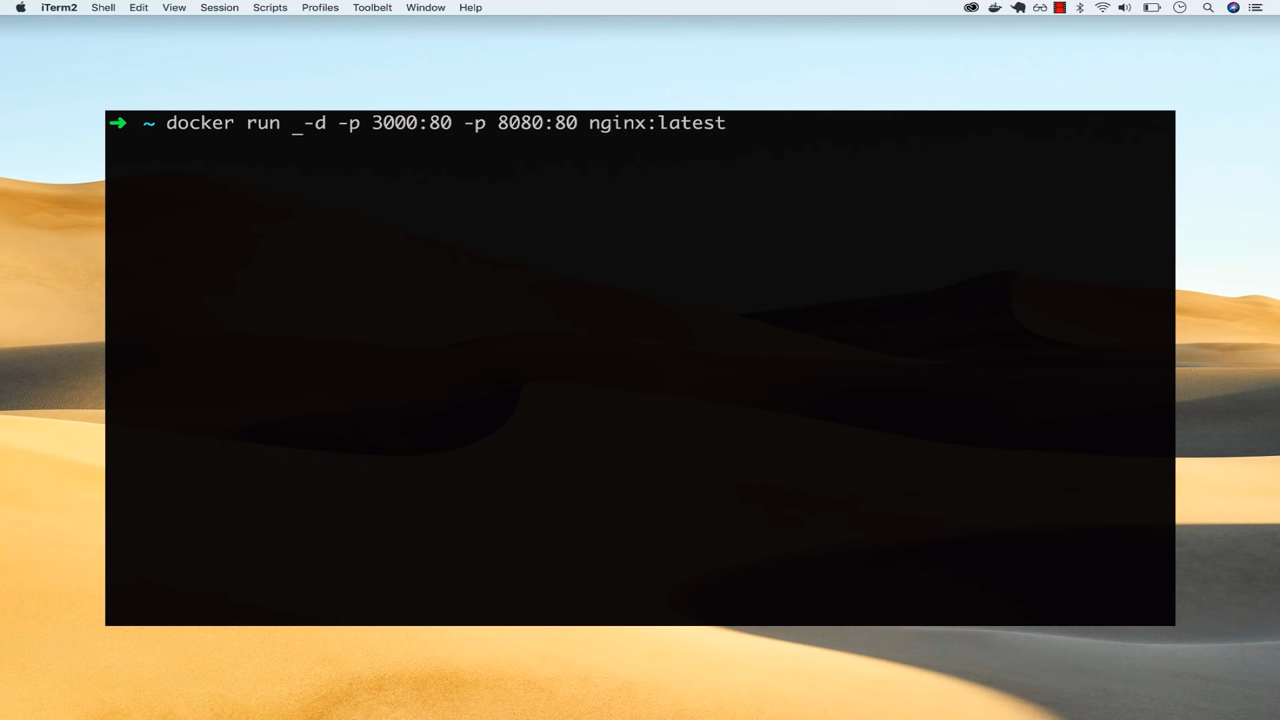 iTerm2 Shell Edit View Session Scripts Profiles Toolbelt Window Help
➜ ~ docker run _-d -p 3000:80 -p 8080:80 nginx:latest